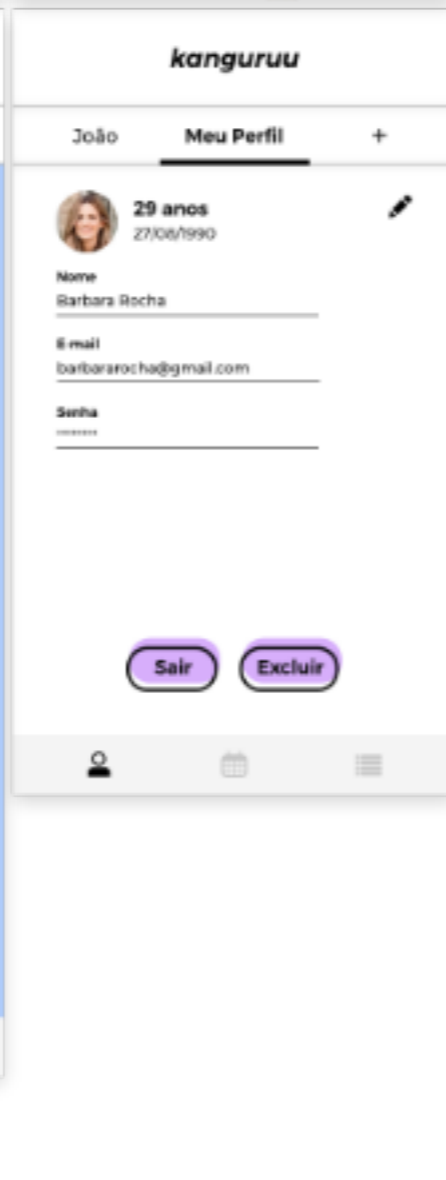 kanguruu
João Meu Perfil +
29 anos
27/08/1990
Nome
Barbara Rocha
E-mail
barbararocha@gmail.com
Senha
Sair Excluir